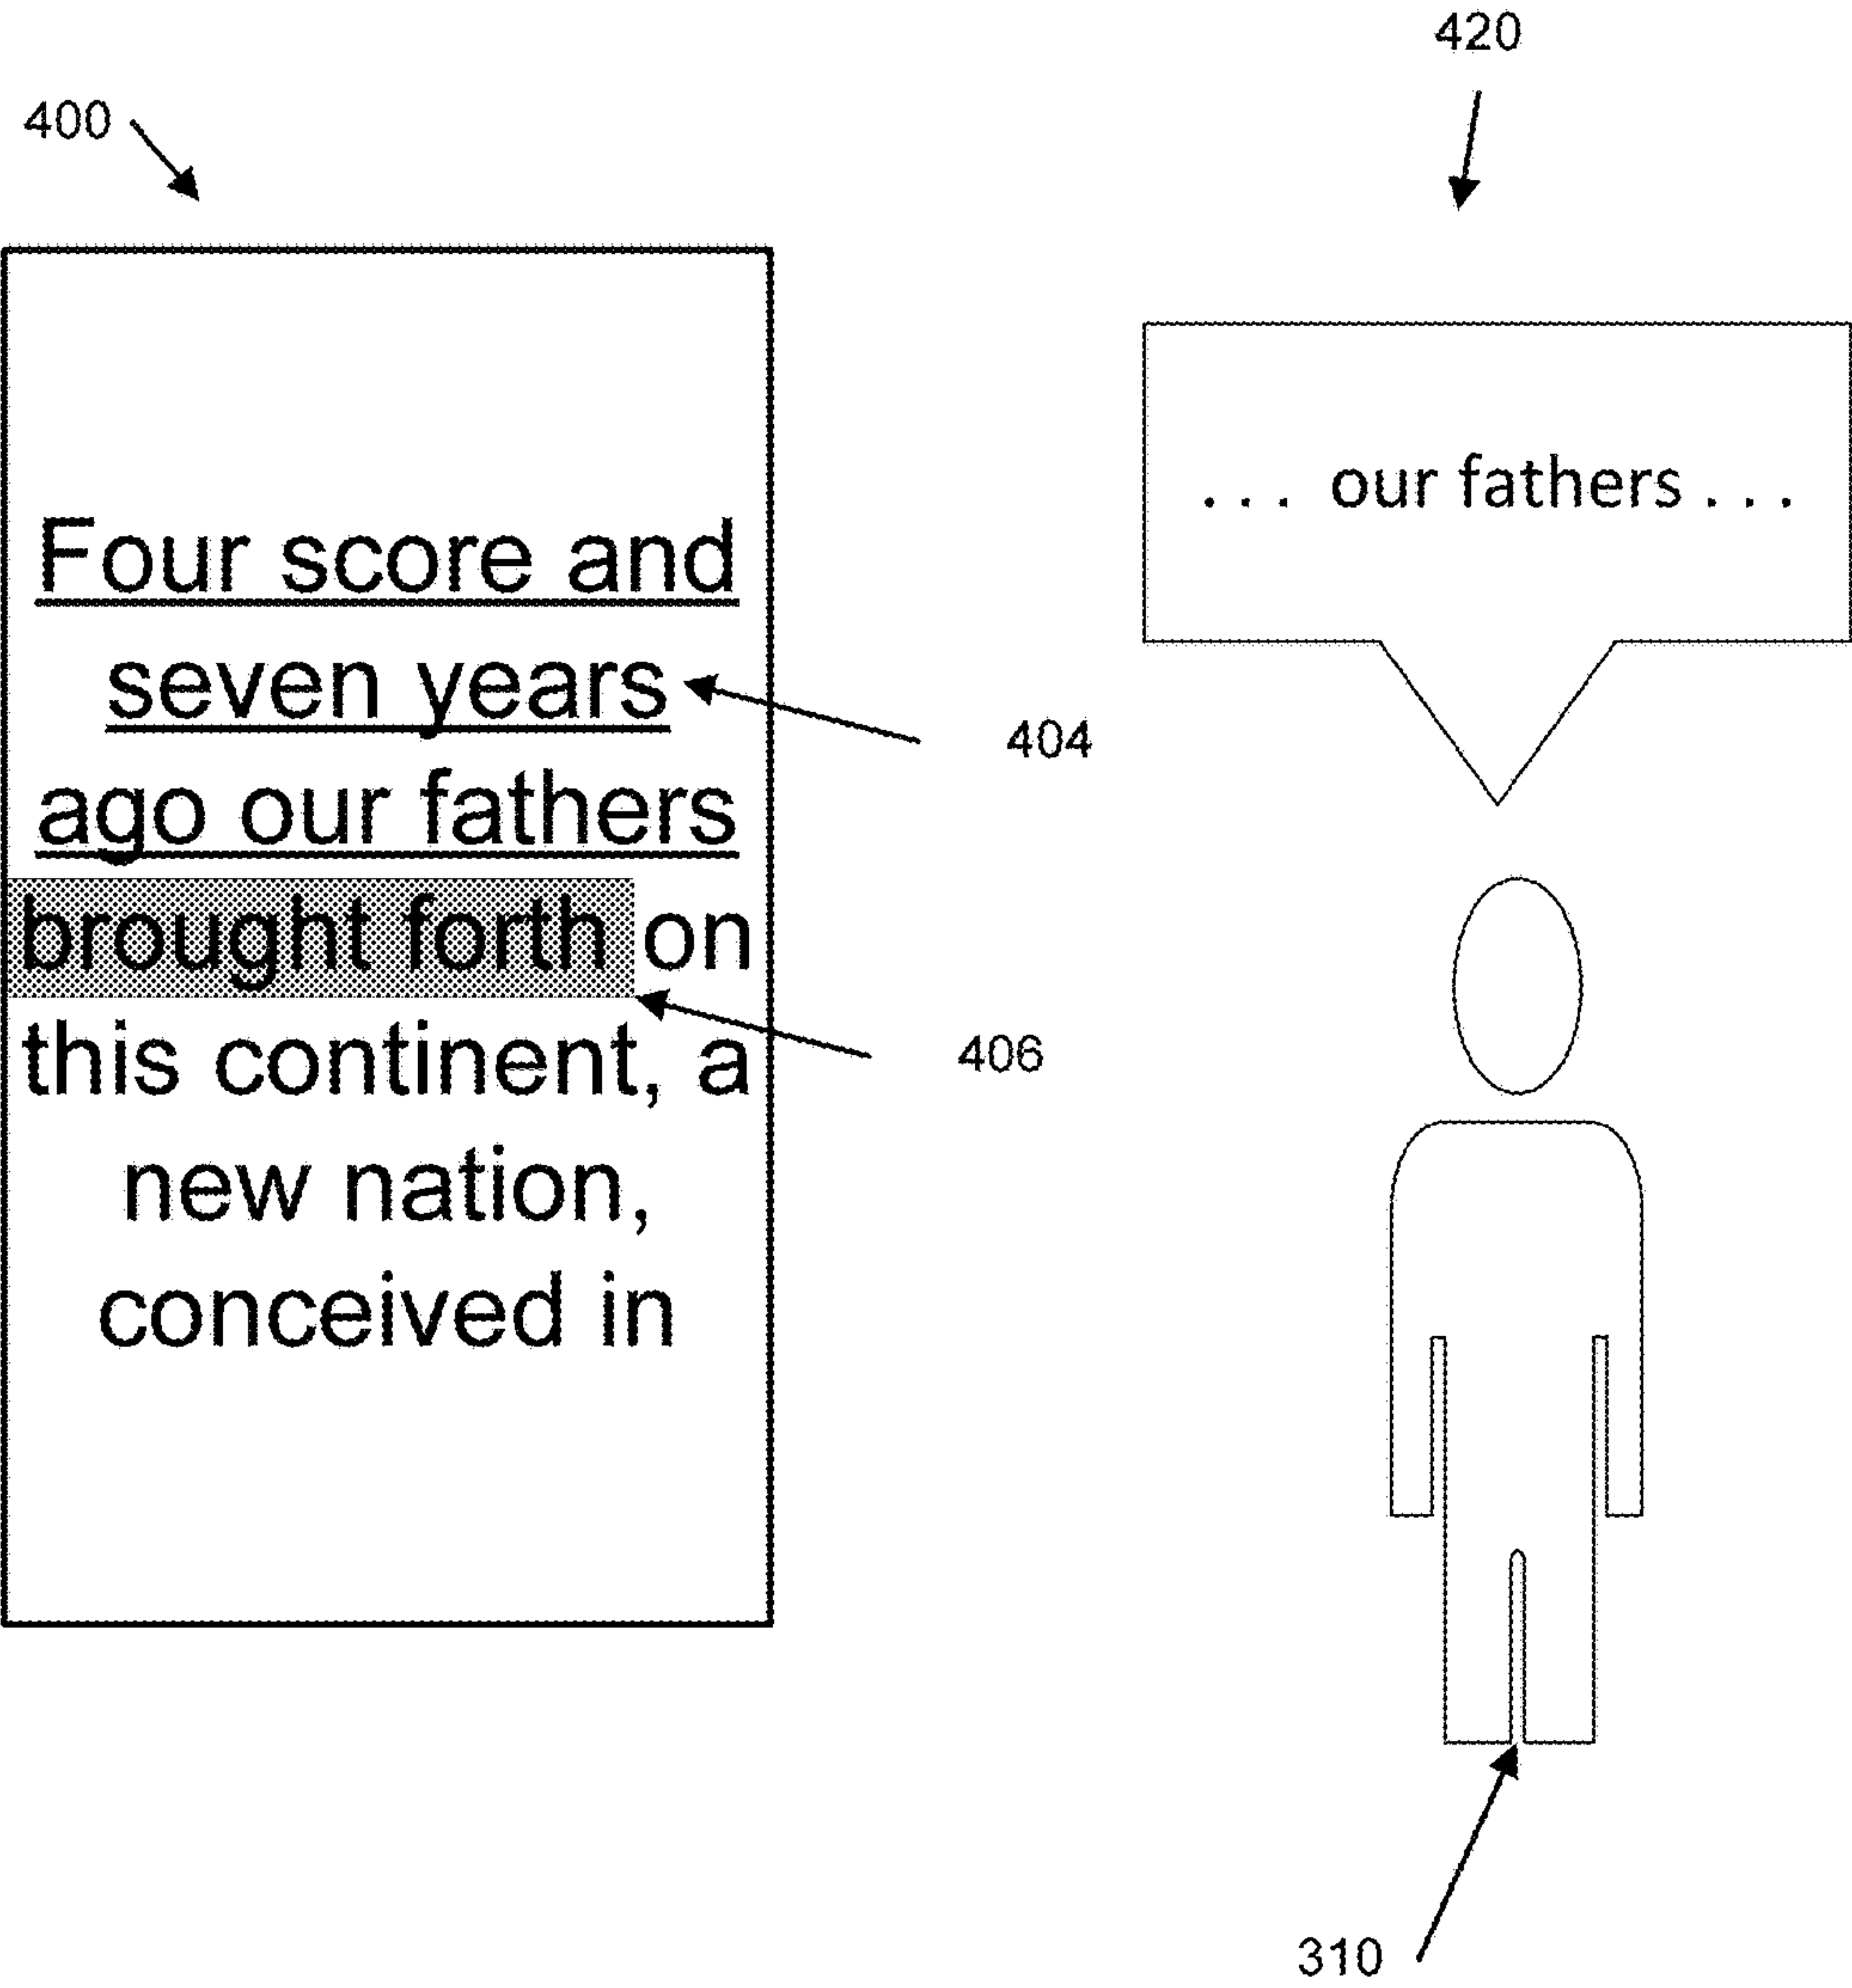 420
400
. . . our fathers . . .
Four score and
seven years
404
ago our fathers
brought forth on
406
this continent, a
new nation,
conceived in
310